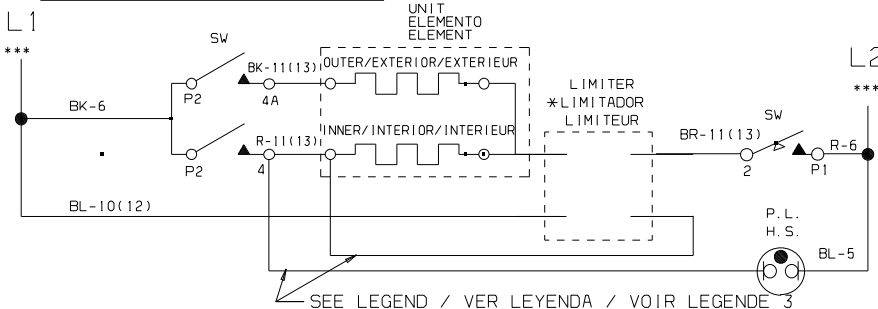 UNIT
ELEMENTO
ELEMENT
L1
***
SW
BK-11(13)
OUTER/EXTERIOR/EXTERIEUR
P2
4A
BK-6
LIMITER
*LIMITADOR
LIMITEUR
L2
***
SW
R-11(13)
INNER/INTERIOR/INTERIEUR
BR-11(13)
R-6
P2
4
2
P1
BL-10(12)
P.L.
H.S.
BL-5
SEE LEGEND / VER LEYENDA / VOIR LEGENDE 3